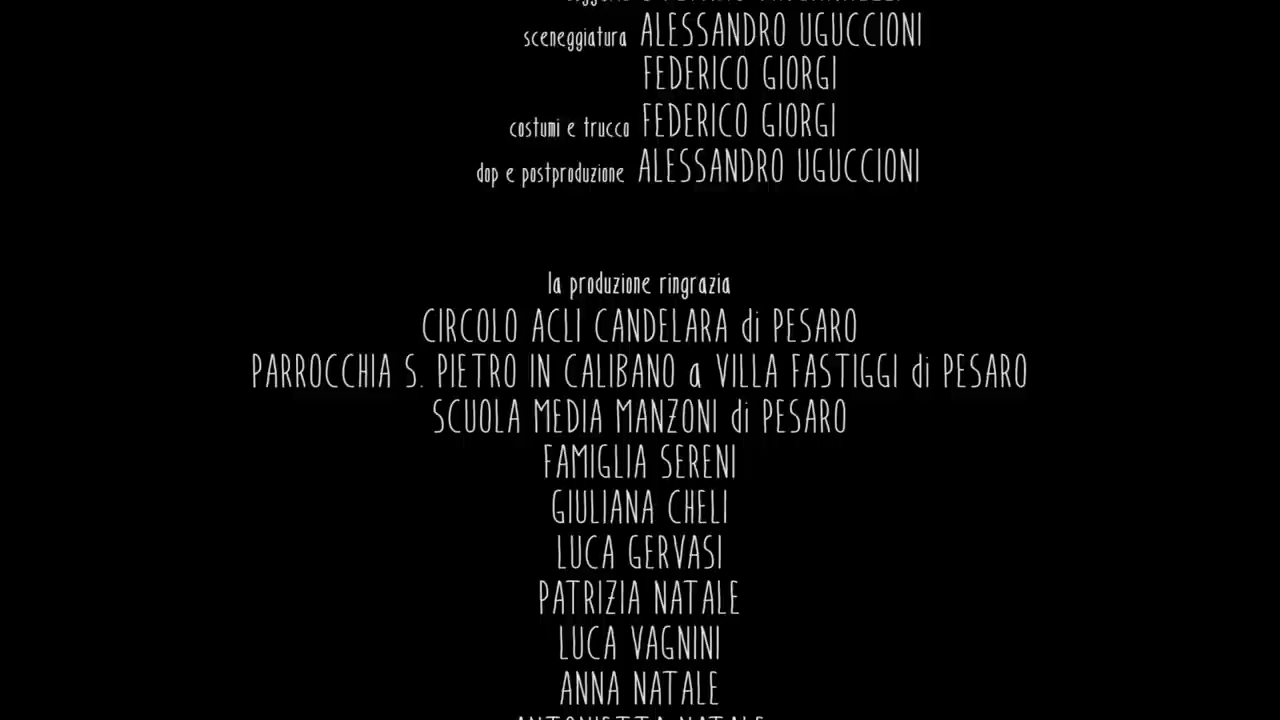 sceneggiatura ALESSANDRO UGUCCIONI
FEDERICO GIORGI
costumi e trucco FEDERICO GIORGI
dop e postproduzione ALESSANDRO UGUCCIONI
la produzione ringrazia
CIRCOLO ACLI CANDELARA di PESARO
PARROCCHIA S. PIETRO IN CALIBANO a VILLA FASTIGGI di PESARO
SCUOLA MEDIA MANZONI di PESARO
FAMIGLIA SERENI
GIULIANA CHELI
LUCA GERVASI
PATRIZIA NATALE
LUCA VAGNINI
ANNA NATALE
ANTONIETTA NATALE